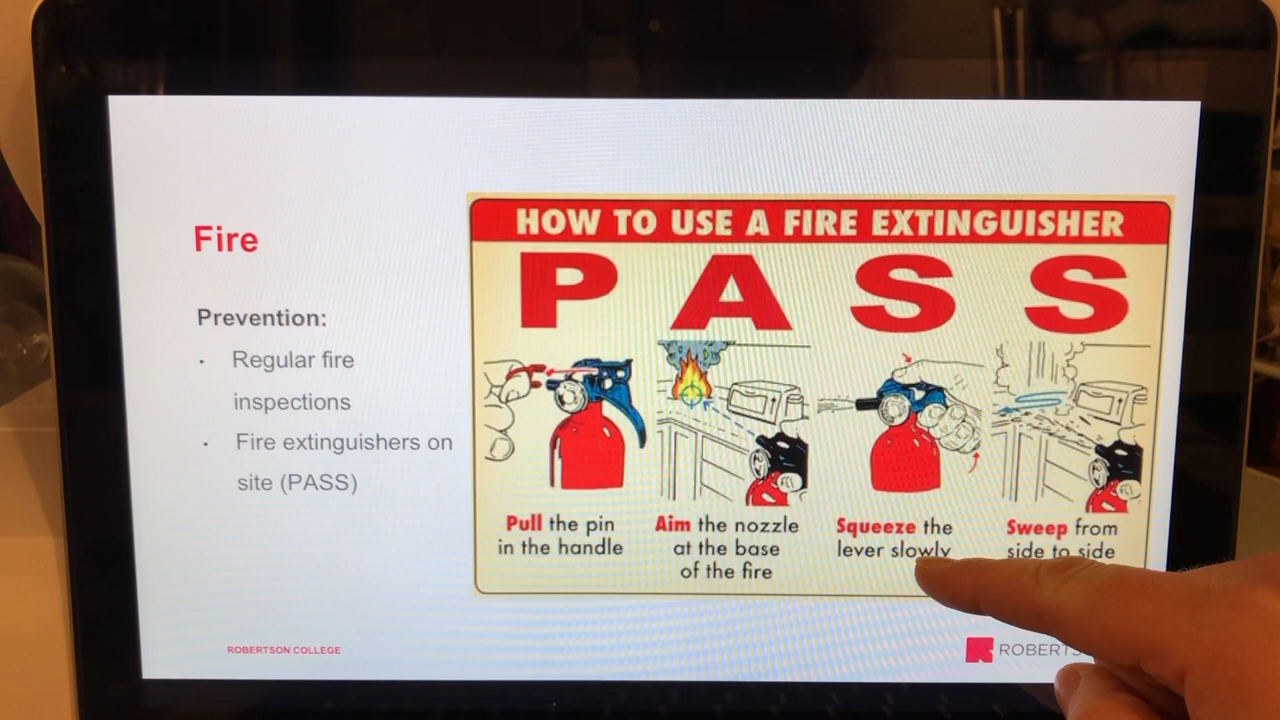 Fire
Prevention:
· Regular fire
inspections
· Fire extinguishers on
site (PASS)
HOW TO USE A FIRE EXTINGUISHER
P A S S
Pull the pin
in the handle
Aim the nozzle
at the base
of the fire
Squeeze the
lever slowly
Sweep from
side to side
ROBERTSON COLLEGE